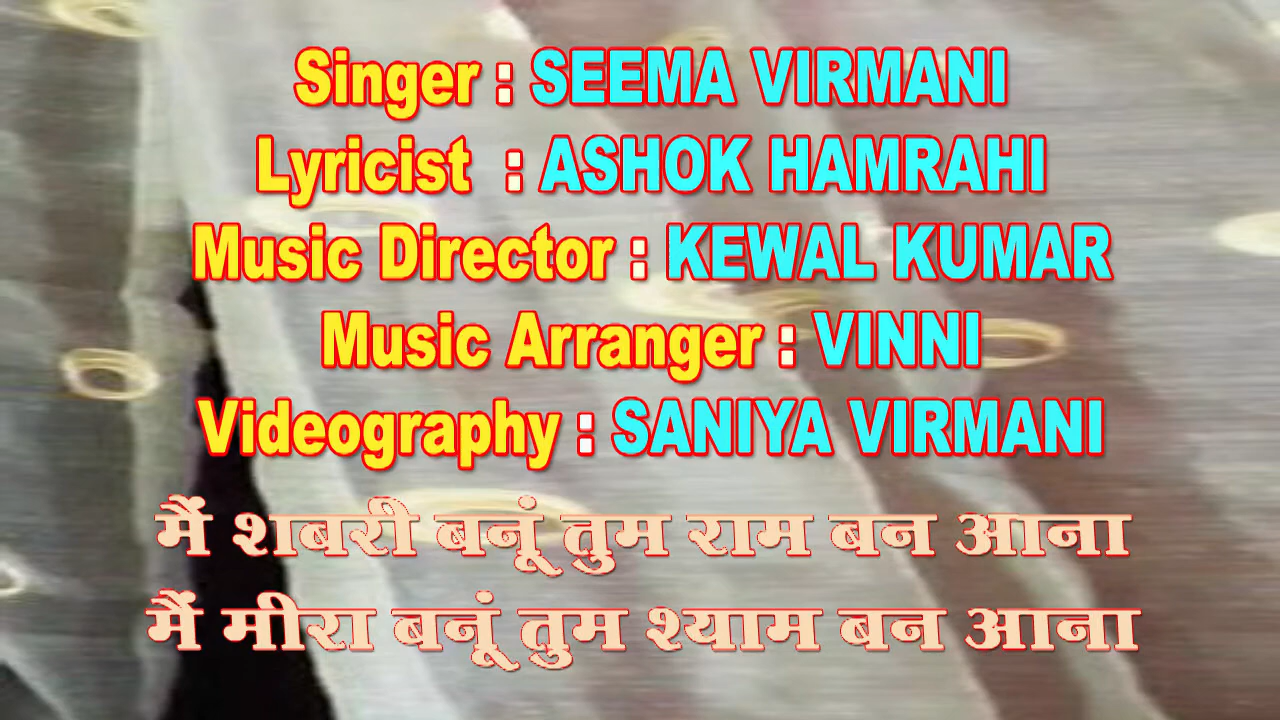 Singer : SEEMA VIRMANI
Lyricist : ASHOK HAMRAHI
Music Director : KEWAL KUMAR
Music Arranger : VINNI
Videography : SANIYA VIRMANI
मैं शबरी बनूं तुम राम बन आना
मैं मीरा बनूं तुम श्याम बन आना